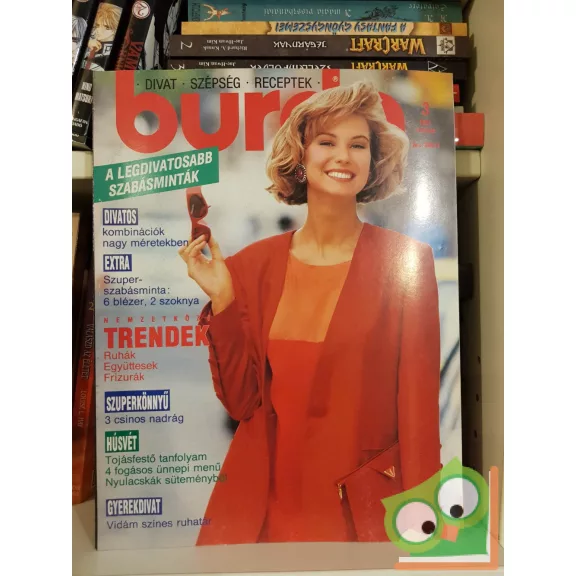 A FANTASY GYÖNGYSZEMEI
WARCRAFT
JÉGÁRNYAK
2
WARCRAFT
· DIVAT · SZÉPSÉG · RECEPTEK ·
burda
A LEGDIVATOSABB
SZABÁSMINTÁK
DIVATOS
kombinációk
nagy méretekben
EXTRA
Szuper-
szabásminta:
6 blézer, 2 szoknya
TRENDEK
Ruhák
Együttesek
Frizurák
SZUPERKÖNNYŰ
3 csinos nadrág
HÚSVÉT
Tojásfestő tanfolyam
4 fogásos ünnepi menü
Nyulacskák süteményből
GYEREKDIVAT
Vidám színes ruhatár